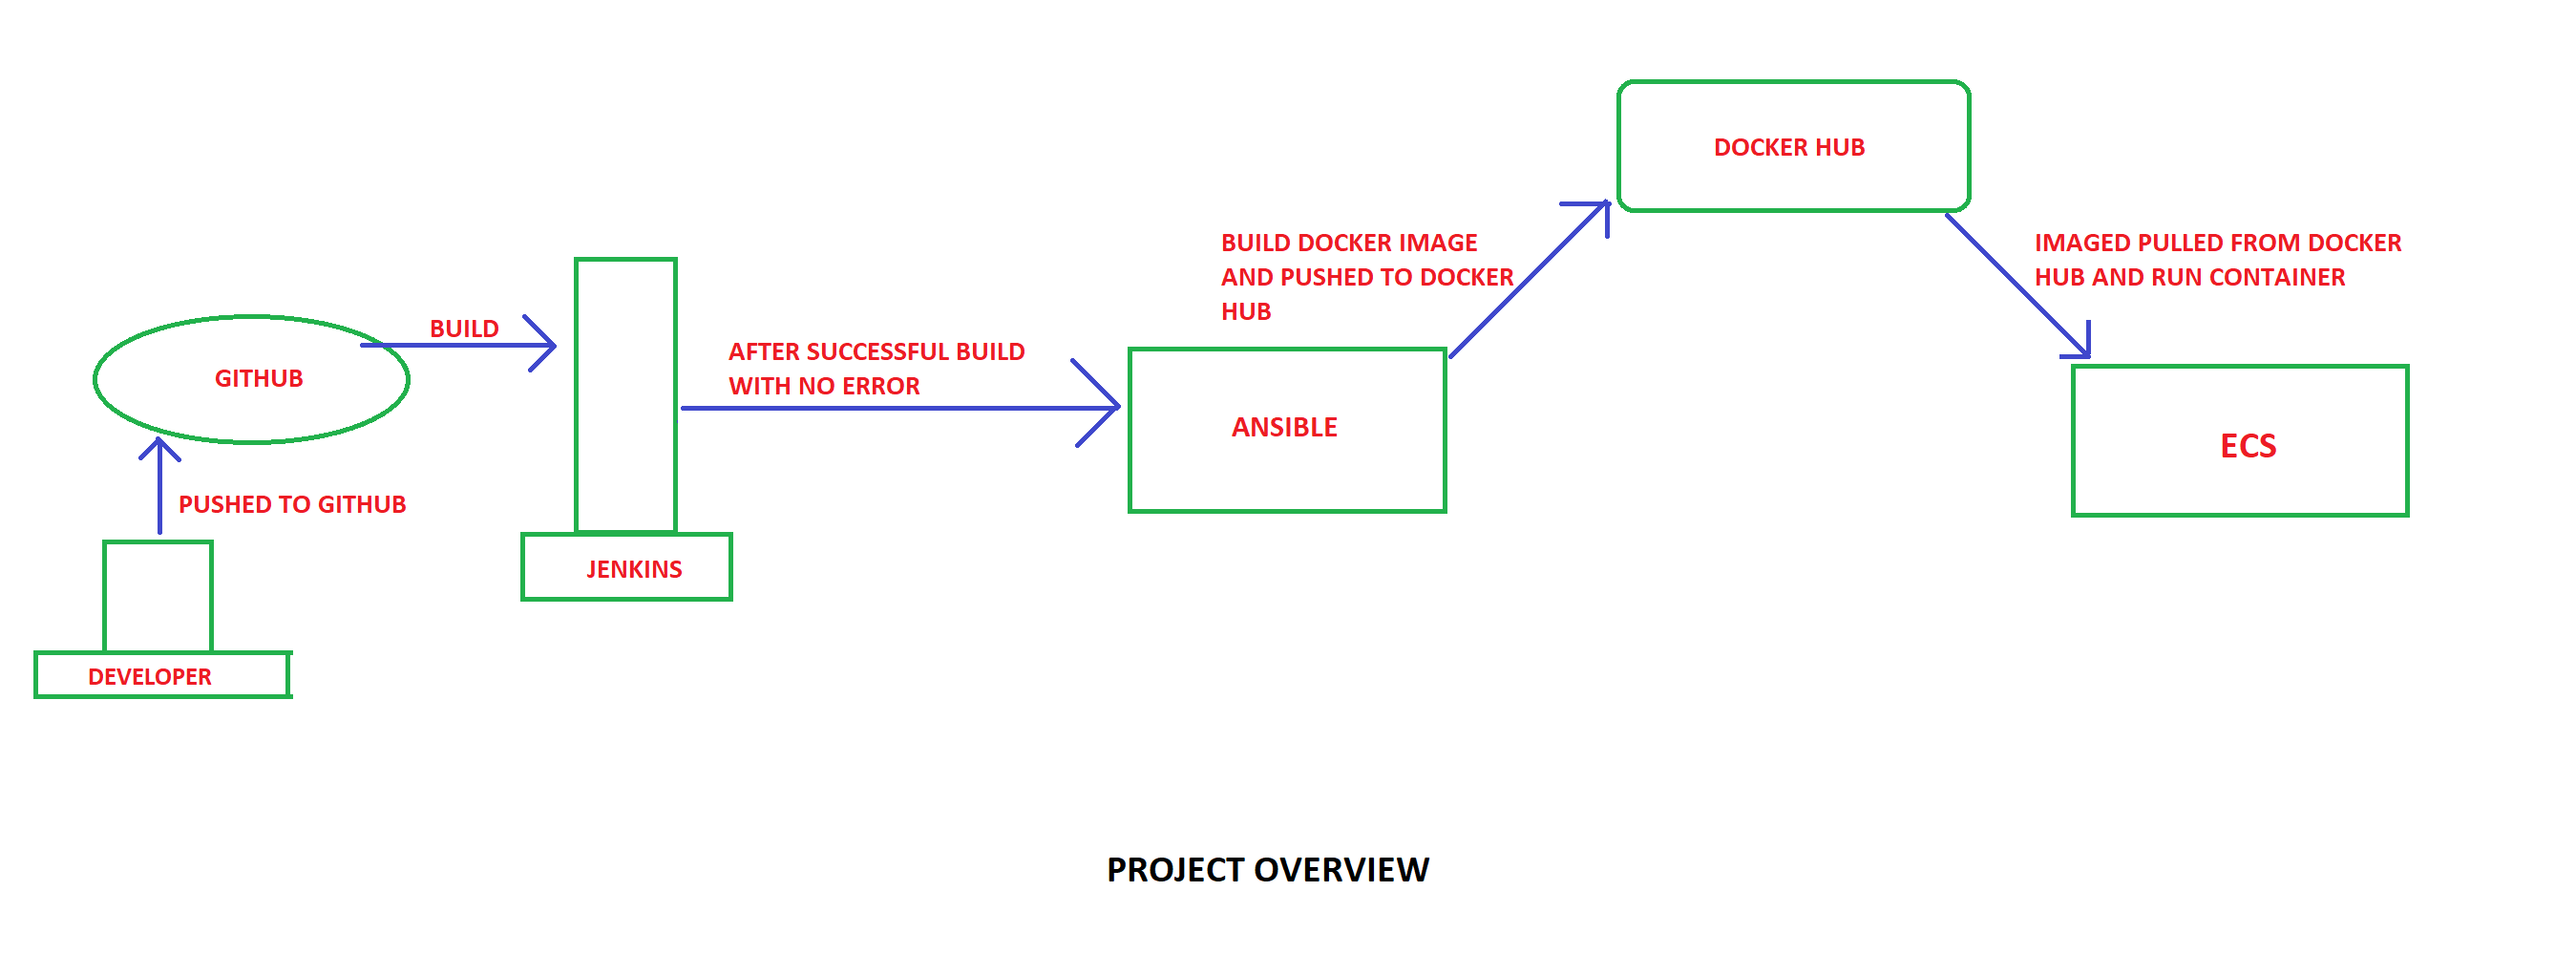 DOCKER HUB
BUILD DOCKER IMAGE
AND PUSHED TO DOCKER
HUB
IMAGED PULLED FROM DOCKER
HUB AND RUN CONTAINER
BUILD
AFTER SUCCESSFUL BUILD
WITH NO ERROR
GITHUB
ANSIBLE
ECS
PUSHED TO GITHUB
JENKINS
DEVELOPER
PROJECT OVERVIEW